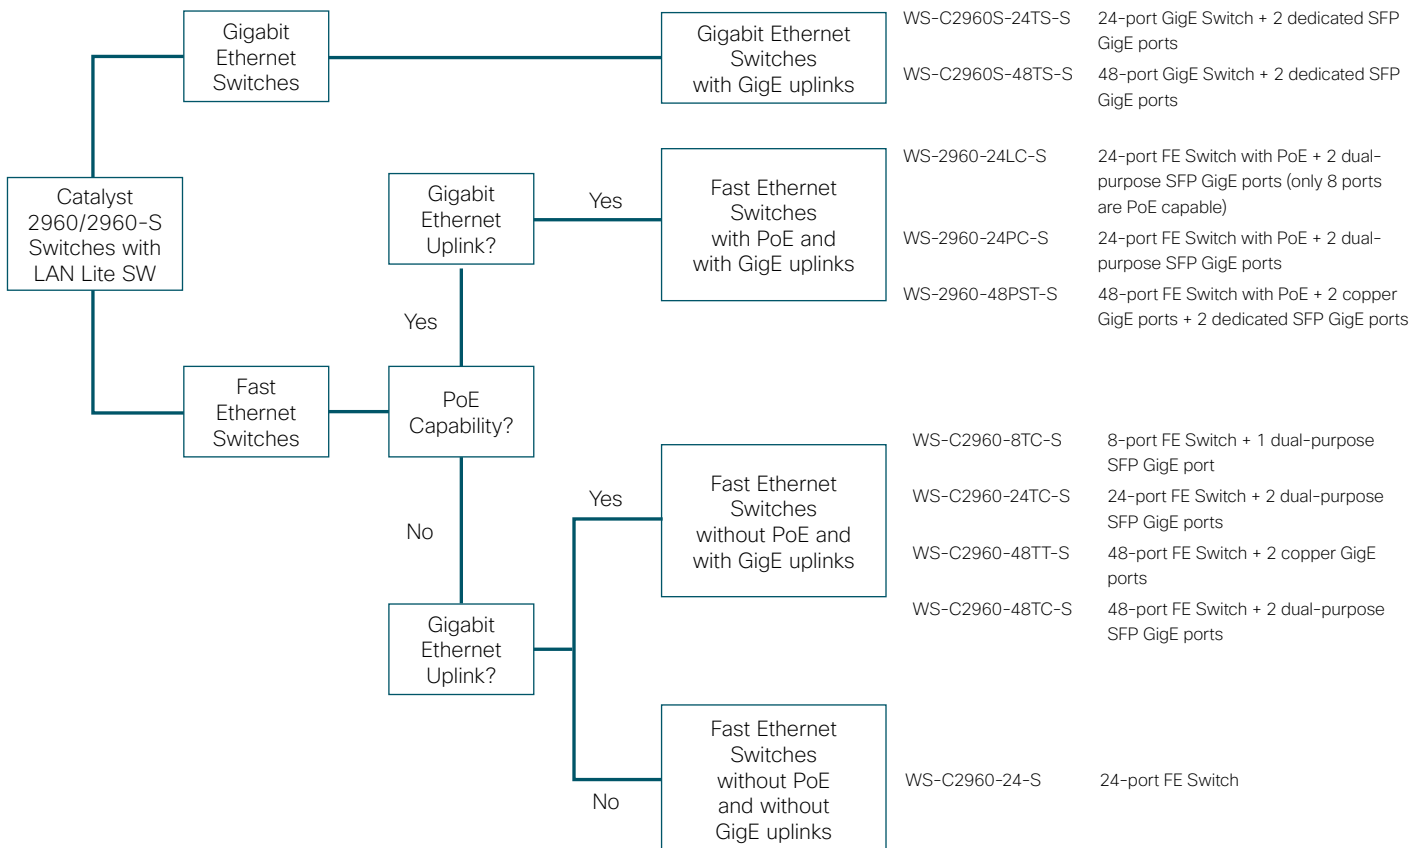 Gigabit
Ethernet
Switches
Gigabit Ethernet
Switches
with GigE uplinks
WS-C2960S-24TS-S
24-port GigE Switch + 2 dedicated SFP
GigE ports
WS-C2960S-48TS-S
48-port GigE Switch + 2 dedicated SFP
GigE ports
Catalyst
2960/2960-S
Switches with
LAN Lite SW
Gigabit
Ethernet
Uplink?
Yes
Fast Ethernet
Switches
with PoE and
with GigE uplinks
WS-2960-24LC-S
24-port FE Switch with PoE + 2 dual-
purpose SFP GigE ports (only 8 ports
are PoE capable)
WS-2960-24PC-S
24-port FE Switch with PoE + 2 dual-
purpose SFP GigE ports
WS-2960-48PST-S
48-port FE Switch with PoE + 2 copper
GigE ports + 2 dedicated SFP GigE ports
Yes
Fast
Ethernet
Switches
PoE
Capability?
No
Yes
Fast Ethernet
Switches
without PoE and
with GigE uplinks
WS-C2960-8TC-S
8-port FE Switch + 1 dual-purpose
SFP GigE port
WS-C2960-24TC-S
24-port FE Switch + 2 dual-purpose
SFP GigE ports
WS-C2960-48TT-S
48-port FE Switch + 2 copper GigE
ports
WS-C2960-48TC-S
48-port FE Switch + 2 dual-purpose
SFP GigE ports
Gigabit
Ethernet
Uplink?
No
Fast Ethernet
Switches
without PoE
and without
GigE uplinks
WS-C2960-24-S
24-port FE Switch